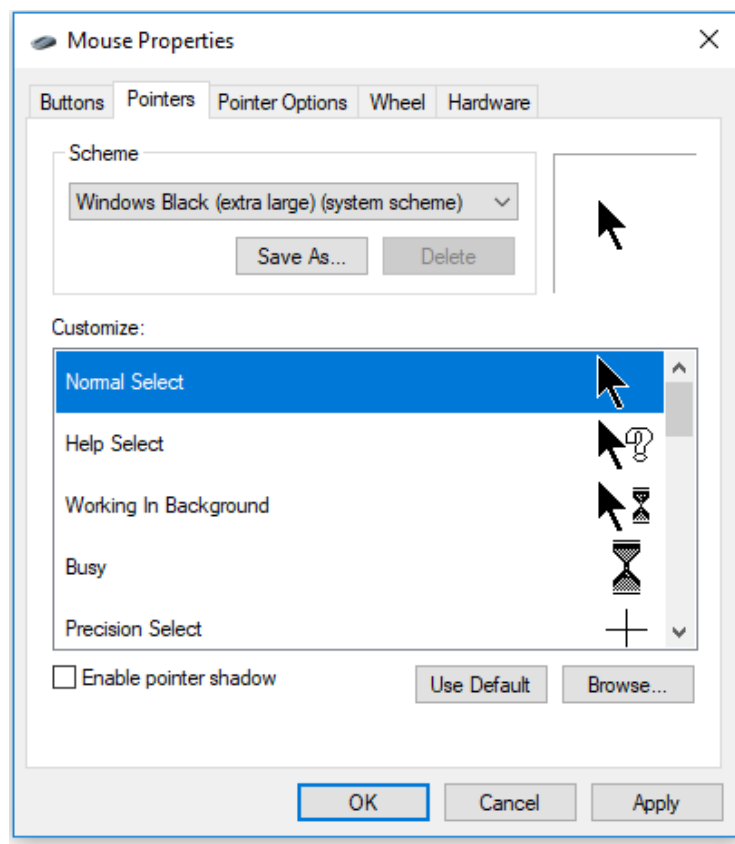 Mouse Properties
Buttons Pointers Pointer Options Wheel Hardware
Scheme
Windows Black (extra large) (system scheme)
Save As... Delete
Customize:
Normal Select
Help Select
Working In Background
Busy
Precision Select
Enable pointer shadow Use Default Browse...
OK Cancel Apply